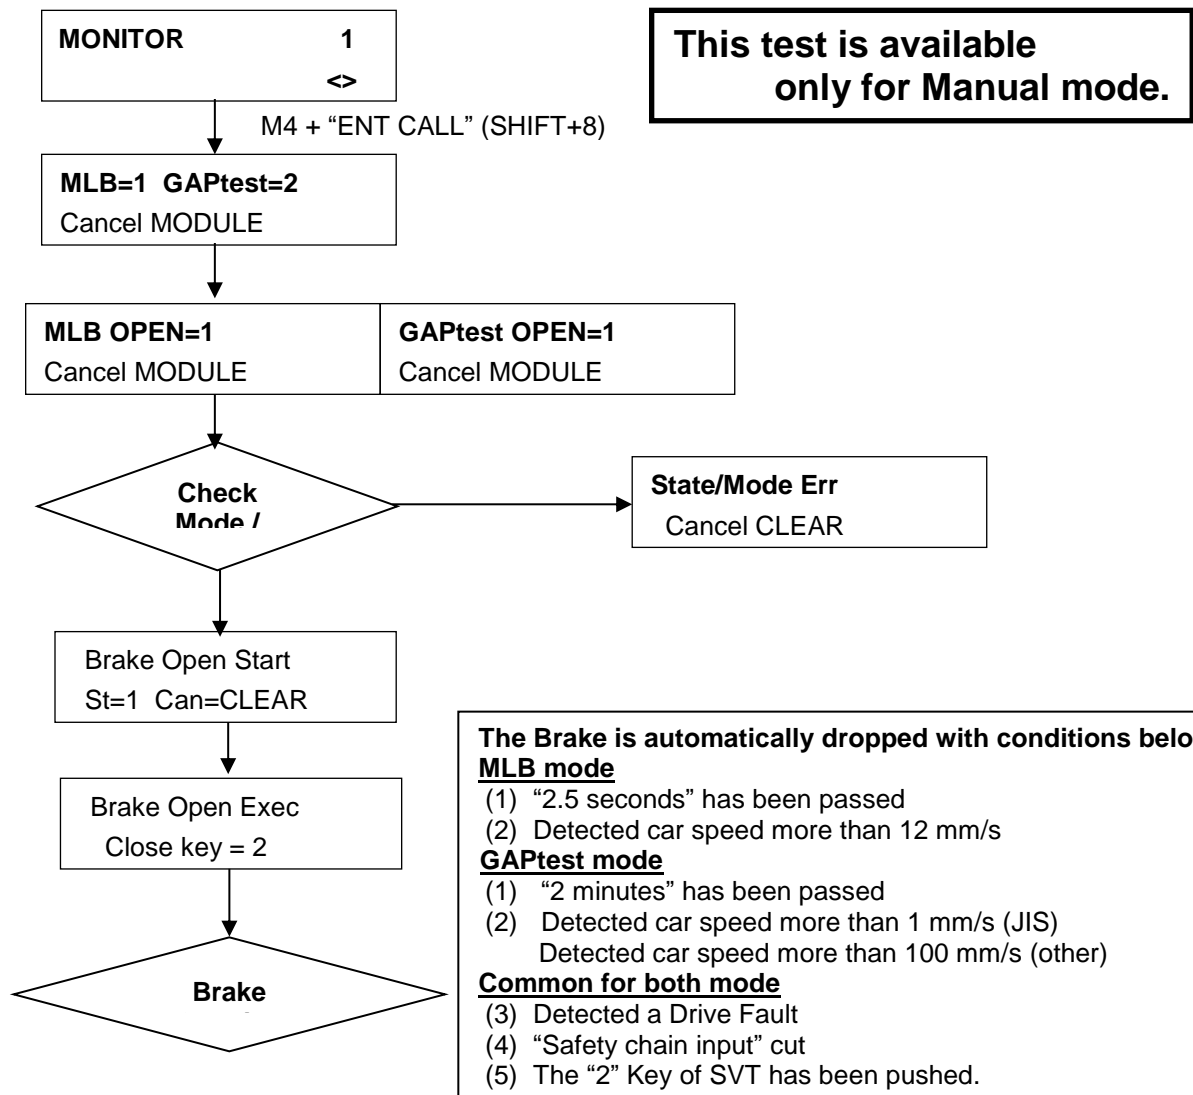 MONITOR 1
<>
This test is available
only for Manual mode.
M4 + “ENT CALL” (SHIFT+8)
MLB=1 GAPtest=2
Cancel MODULE
MLB OPEN=1
Cancel MODULE
GAPtest OPEN=1
Cancel MODULE
Check
Mode /
State/Mode Err
Cancel CLEAR
Brake Open Start
St=1 Can=CLEAR
Brake Open Exec
Close key = 2
Brake
The Brake is automatically dropped with conditions belo
MLB mode
(1) “2.5 seconds” has been passed
(2) Detected car speed more than 12 mm/s
GAPtest mode
(1) “2 minutes” has been passed
(2) Detected car speed more than 1 mm/s (JIS)
Detected car speed more than 100 mm/s (other)
Common for both mode
(3) Detected a Drive Fault
(4) “Safety chain input” cut
(5) The “2” Key of SVT has been pushed.